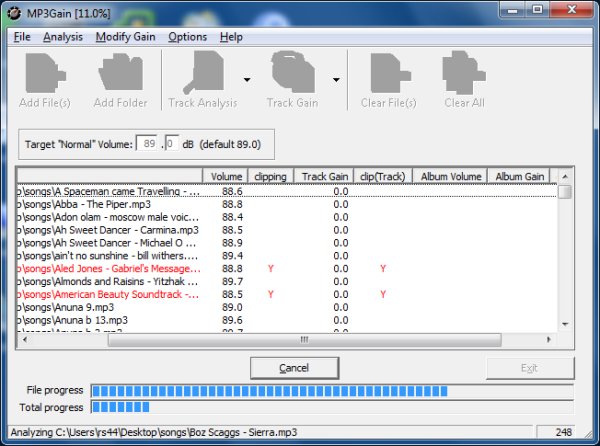 MP3Gain [11.0%]
File Analysis Modify Gain Options Help
Add File(s) Add Folder Track Analysis Track Gain Clear File(s) Clear All
Target "Normal" Volume: 89 . 0 dB (default 89.0)
Volume clipping Track Gain clip(Track) Album Volume Album Gain
p\songs\A Spaceman came Travelling - ... 88.6 0.0
p\songs\Abba - The Piper.mp3 88.8 0.0
p\songs\Adon olam - moscow male voic... 88.4 0.0
p\songs\Ah Sweet Dancer - Carmina.mp3 88.5 0.0
p\songs\Ah Sweet Dancer - Michael O ... 88.9 0.0
p\songs\ain't no sunshine - bill withers.... 89.4 0.0
p\songs\Aled Jones - Gabriel's Message... 88.8 Y 0.0 Y
p\songs\Almonds and Raisins - Yitzhak ... 89.7 0.0
p\songs\American Beauty Soundtrack -... 88.5 Y 0.0 Y
p\songs\Anuna 9.mp3 89.0 0.0
p\songs\Anuna b 13.mp3 89.6 0.0
p\songs\Anuna b 2.mp3 89.7 0.0
Cancel Exit
File progress
Total progress
Analyzing C:\Users\rs44\Desktop\songs\Boz Scaggs - Sierra.mp3 248